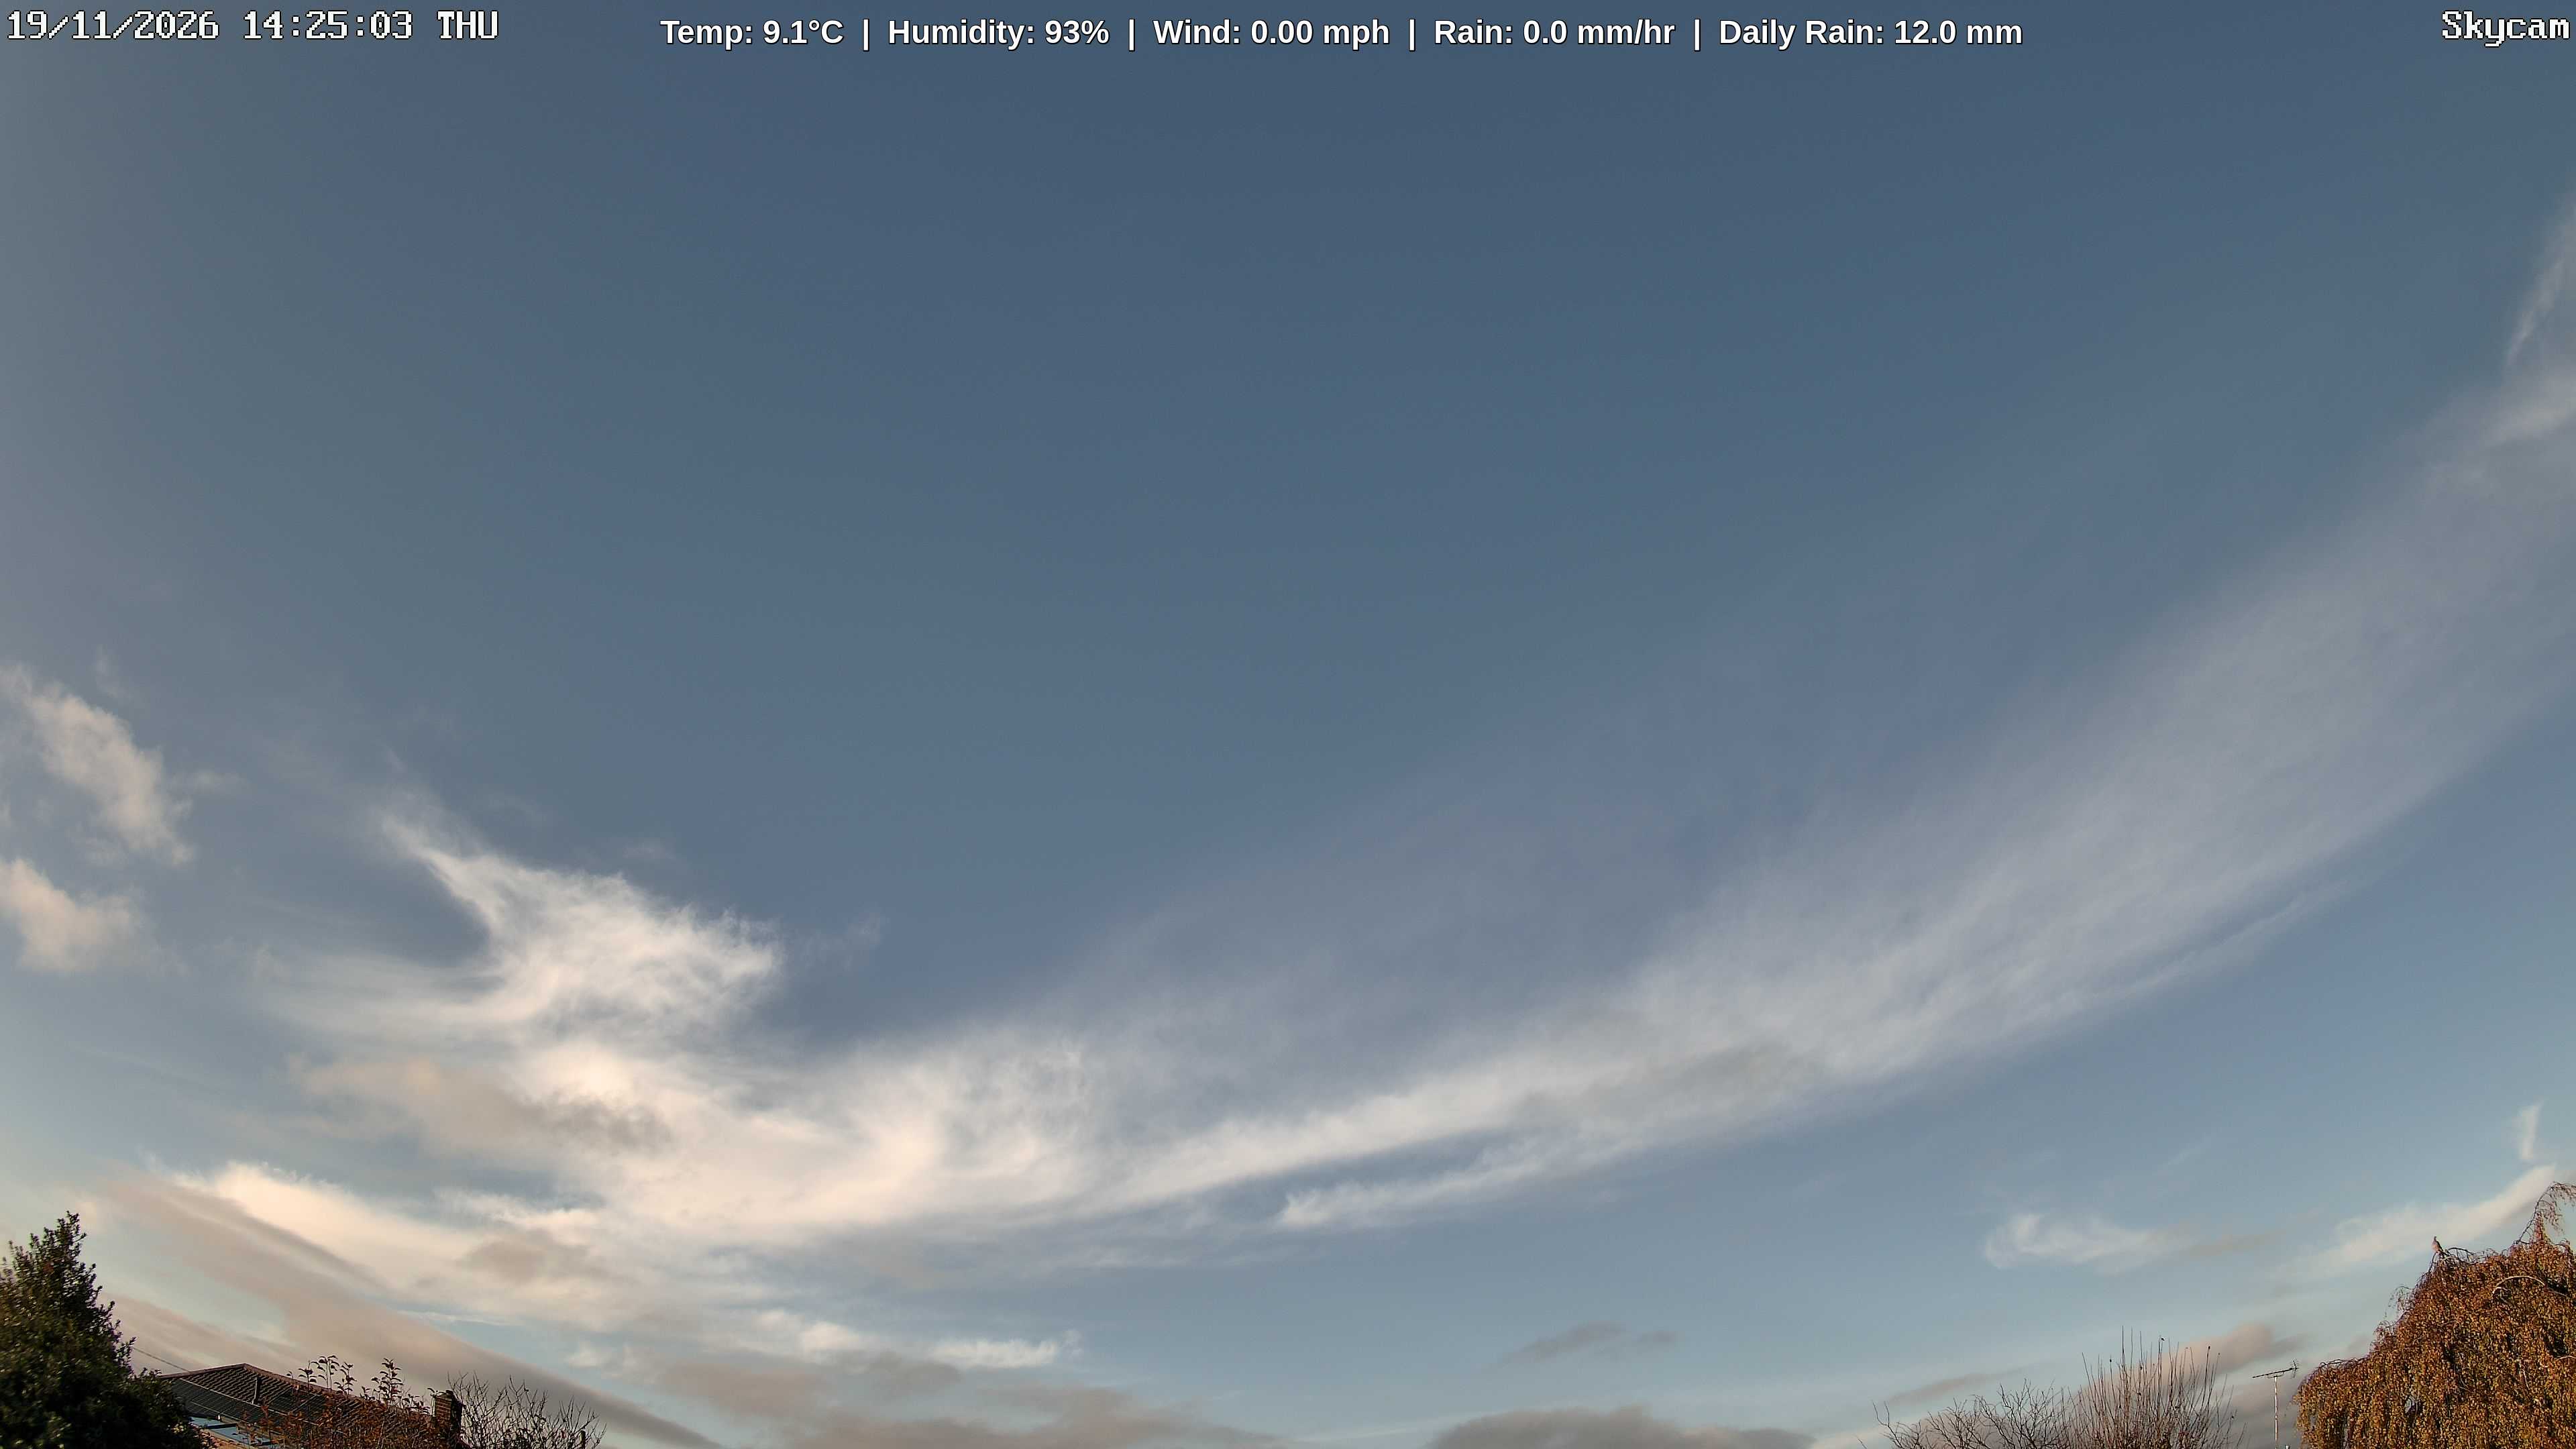 19/11/2026 14:25:03 THU
Temp: 9.1°C | Humidity: 93% | Wind: 0.00 mph | Rain: 0.0 mm/hr | Daily Rain: 12.0 mm
Skycam